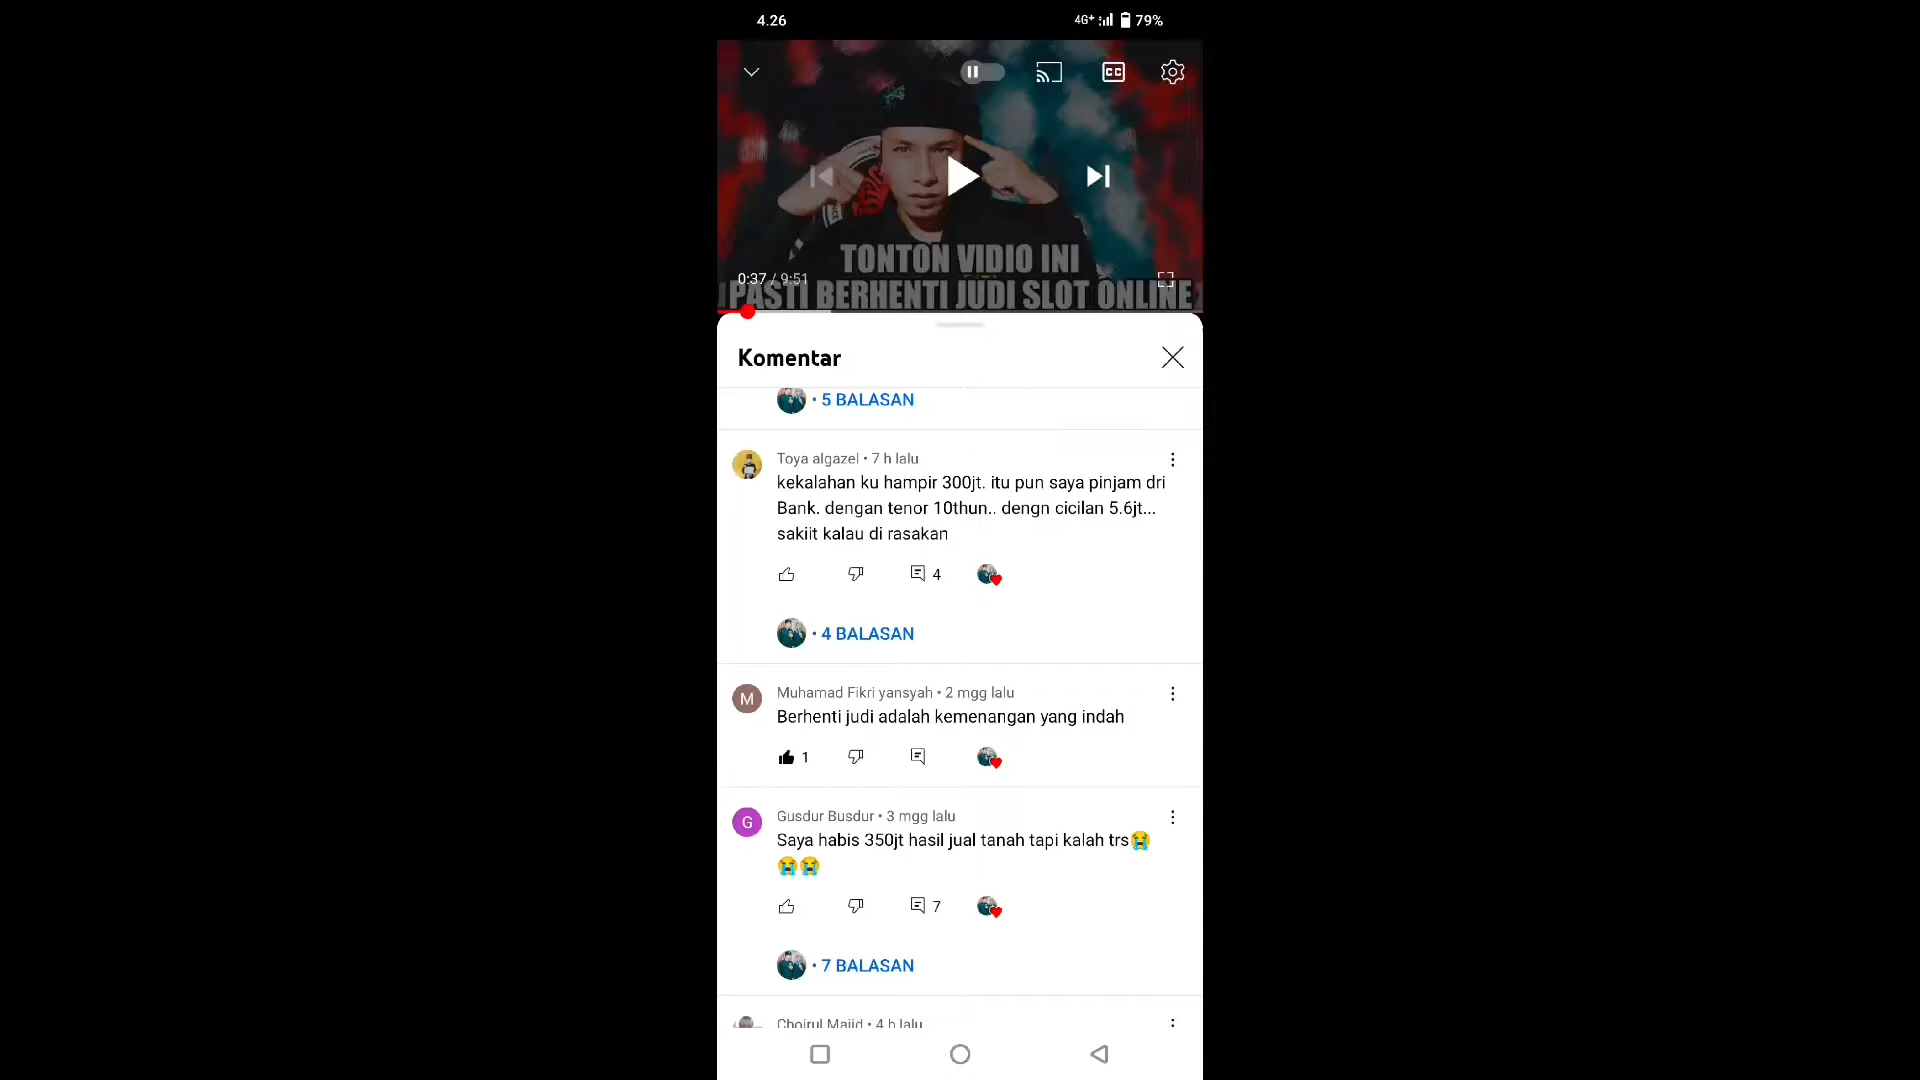 4.26
4G+
79%
CC
TONTON VIDIO INI
0:37 / 9:51
PASTI BERHENTI JUDI SLOT ONLINE
Komentar
• 5 BALASAN
Toya algazel • 7 h lalu
kekalahan ku hampir 300jt. itu pun saya pinjam dri
Bank. dengan tenor 10thun.. dengn cicilan 5.6jt...
sakiit kalau di rasakan
4
• 4 BALASAN
M
Muhamad Fikri yansyah • 2 mgg lalu
Berhenti judi adalah kemenangan yang indah
1
G
Gusdur Busdur • 3 mgg lalu
Saya habis 350jt hasil jual tanah tapi kalah trs😭
😭😭
7
• 7 BALASAN
Choirul Majid • 4 h lalu